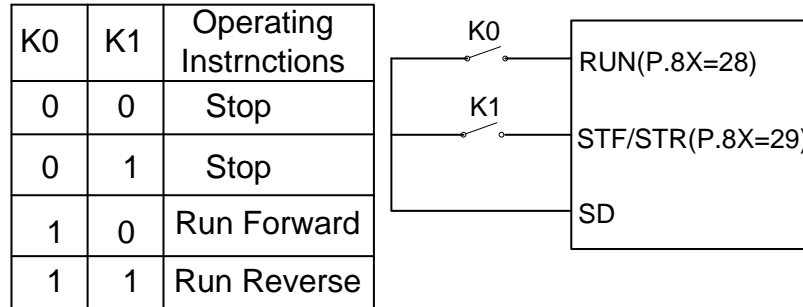 K0 K1 Operating
Instrnctions
0 0 Stop
0 1 Stop
1 0 Run Forward
1 1 Run Reverse
K0
RUN(P.8X=28)
K1
STF/STR(P.8X=29)
SD